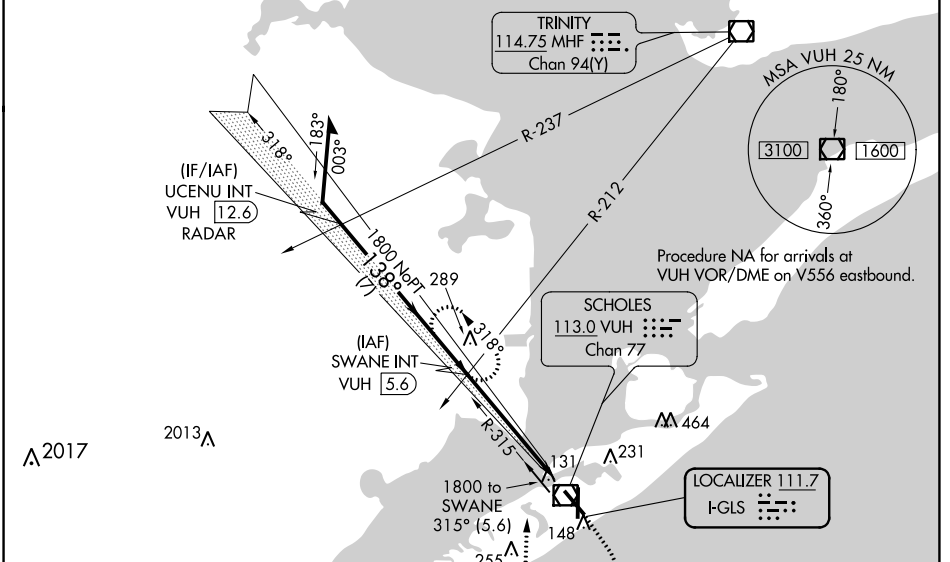 TRINITY
114.75 MHF
Chan 94(Y)
MSA VUH 25 NM
180°
3100
1600
360°
R-237
R-212
318°
183°
003°
(IF/IAF)
UCENU INT
VUH 12.6
RADAR
1800 NoPT
138°
(7)
289
318°
Procedure NA for arrivals at
VUH VOR/DME on V556 eastbound.
SCHOLES
113.0 VUH
Chan 77
(IAF)
SWANE INT
VUH 5.6
R-315
2017
2013
464
231
131
1800 to
SWANE
315° (5.6)
LOCALIZER 111.7
I-GLS
148
255